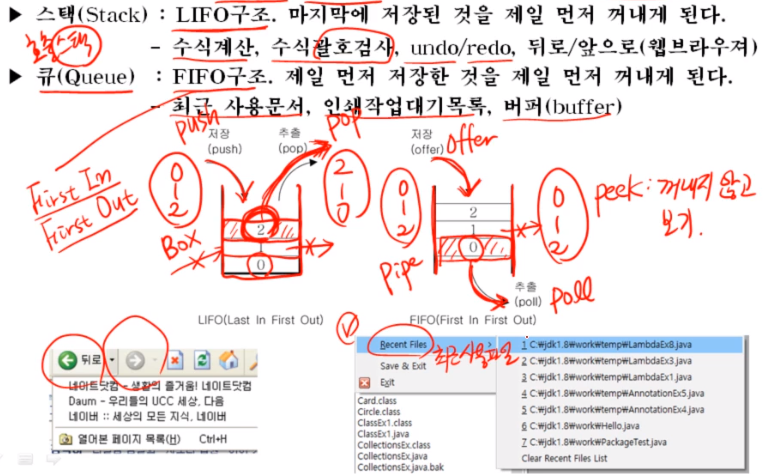 ▶ 스택(Stack) : LIFO구조. 마지막에 저장된 것을 제일 먼저 꺼내게 된다.
호출스택
- 수식계산, 수식괄호검사, undo/redo, 뒤로/앞으로(웹브라우져)
▶ 큐(Queue) : FIFO구조. 제일 먼저 저장한 것을 제일 먼저 꺼내게 된다.
- 최근 사용문서, 인쇄작업대기목록, 버퍼(buffer)
First In
First Out
push
저장
(push)
추출
(pop)
pop
0
1
2
Box
2
1
0
2
1
0
LIFO(Last In First Out)
저장
(offer)
offer
0
1
2
pipe
2
1
0
0
1
2
추출
(poll)
poll
FIFO(First In First Out)
peek: 꺼내지 않고
보기.
뒤로
네이트닷컴 - 생활의 즐거움! 네이트닷컴
Daum - 우리들의 UCC 세상, 다음
네이버 :: 세상의 모든 지식, 네이버
열어본 페이지 목록(H) Ctrl+H
Recent Files
최근사용파일
Save & Exit
Exit
Card.class
Circle.class
ClassEx1.class
ClassEx1.java
CollectionsEx.class
CollectionsEx.java
CollectionsEx.java.bak
1 C:₩jdk1.8₩work₩temp₩LambdaEx8.java
2 C:₩jdk1.8₩work₩temp₩LambdaEx3.java
3 C:₩jdk1.8₩work₩temp₩LambdaEx1.java
4 C:₩jdk1.8₩work₩temp₩AnnotationEx5.java
5 C:₩jdk1.8₩work₩temp₩AnnotationEx4.java
6 C:₩jdk1.8₩work₩Hello.java
7 C:₩jdk1.8₩work₩PackageTest.java
Clear Recent Files List